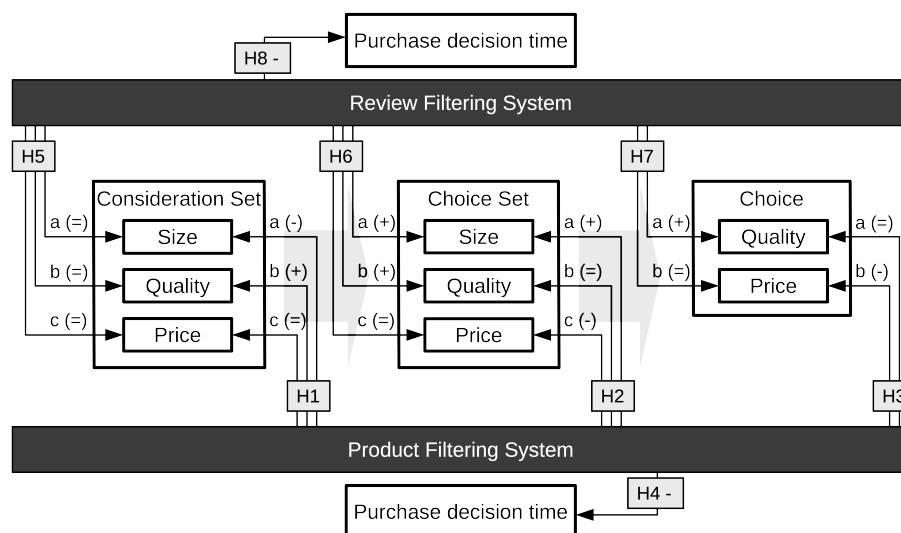 Purchase decision time
H8 -
Review Filtering System
H5
H6
H7
Consideration Set
Choice Set
Choice
a (=)
Size
a (-)
a (+)
Size
a (+)
a (+)
Quality
a (=)
b (=)
Quality
b (+)
b (+)
Quality
b (=)
b (=)
Price
b (-)
c (=)
Price
c (=)
c (=)
Price
c (-)
H1
H2
H3
Product Filtering System
H4 -
Purchase decision time